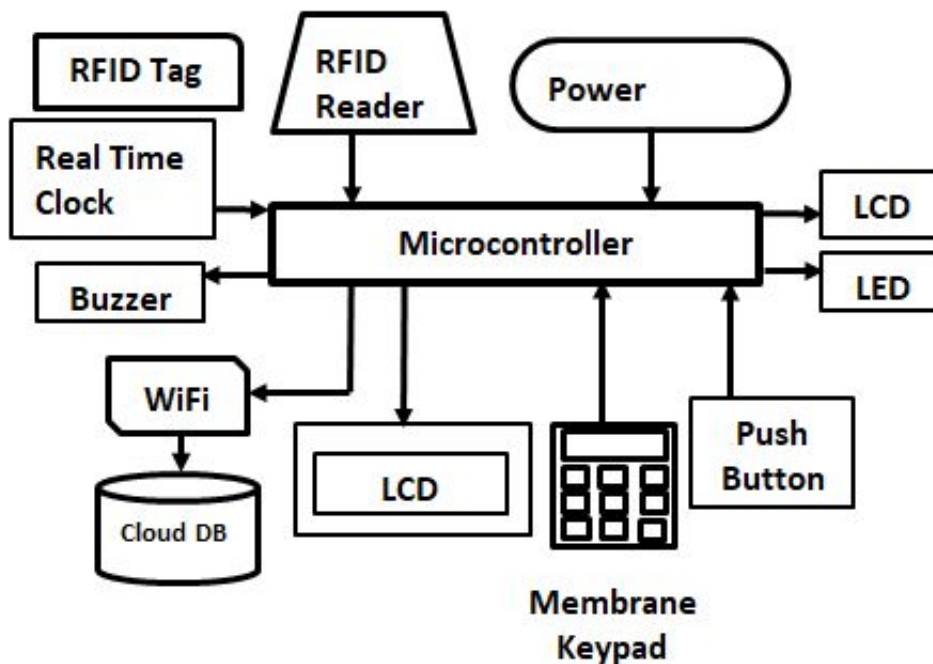 RFID Tag
RFID
Reader
Power
Real Time
Clock
LCD
Microcontroller
Buzzer
LED
WiFi
Push
Button
LCD
Cloud DB
Membrane
Keypad